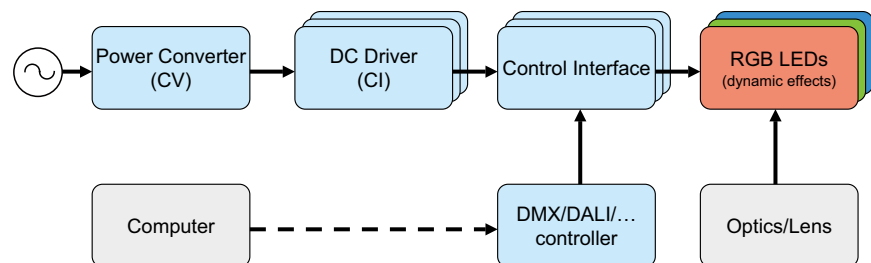 Power Converter
(CV)
DC Driver
(CI)
Control Interface
RGB LEDs
(dynamic effects)
Computer
DMX/DALI/…
controller
Optics/Lens